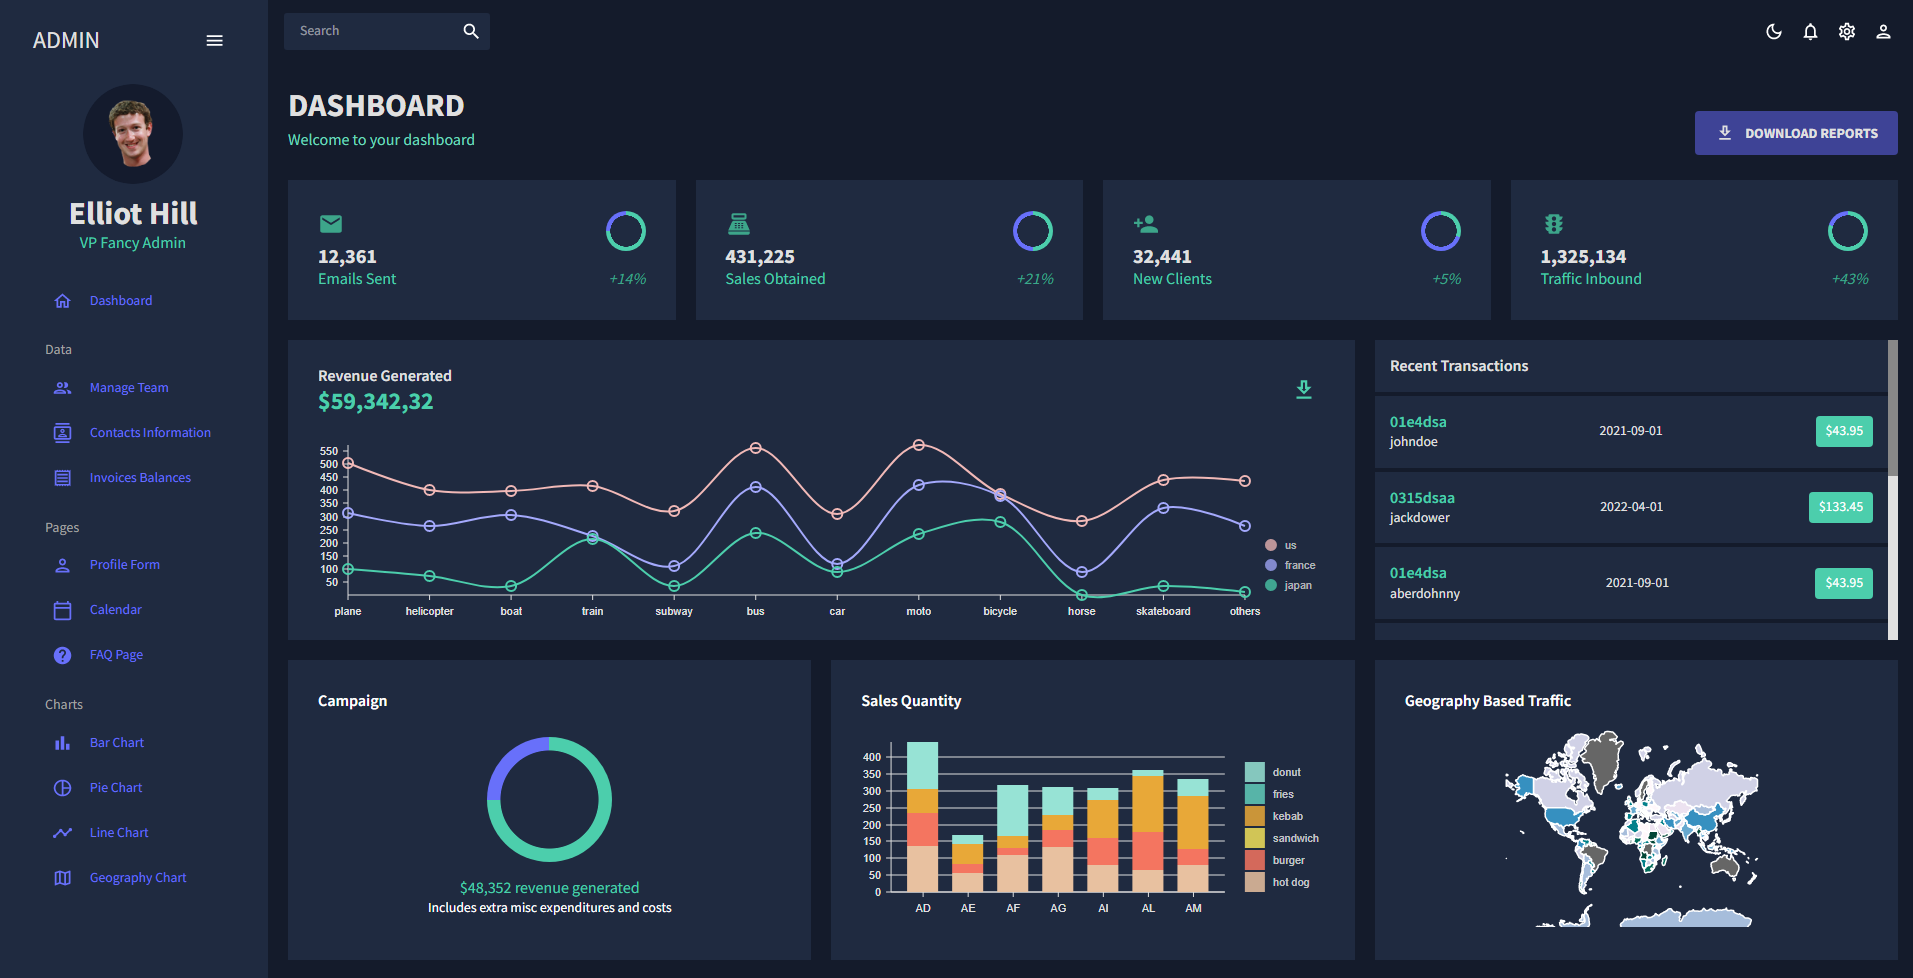 ADMIN
Search
Elliot Hill
VP Fancy Admin
Dashboard
Data
Manage Team
Contacts Information
Invoices Balances
Pages
Profile Form
Calendar
FAQ Page
Charts
Bar Chart
Pie Chart
Line Chart
Geography Chart
DASHBOARD
Welcome to your dashboard
DOWNLOAD REPORTS
12,361
Emails Sent
+14%
431,225
Sales Obtained
+21%
32,441
New Clients
+5%
1,325,134
Traffic Inbound
+43%
Revenue Generated
$59,342,32
550
500
450
400
350
300
250
200
150
100
50
plane helicopter boat train subway bus car moto bicycle horse skateboard others
us
france
japan
Recent Transactions
01e4dsa
johndoe
2021-09-01
$43.95
0315dsaa
jackdower
2022-04-01
$133.45
01e4dsa
aberdohnny
2021-09-01
$43.95
Campaign
$48,352 revenue generated
Includes extra misc expenditures and costs
Sales Quantity
400
350
300
250
200
150
100
50
0
AD AE AF AG AI AL AM
donut
fries
kebab
sandwich
burger
hot dog
Geography Based Traffic